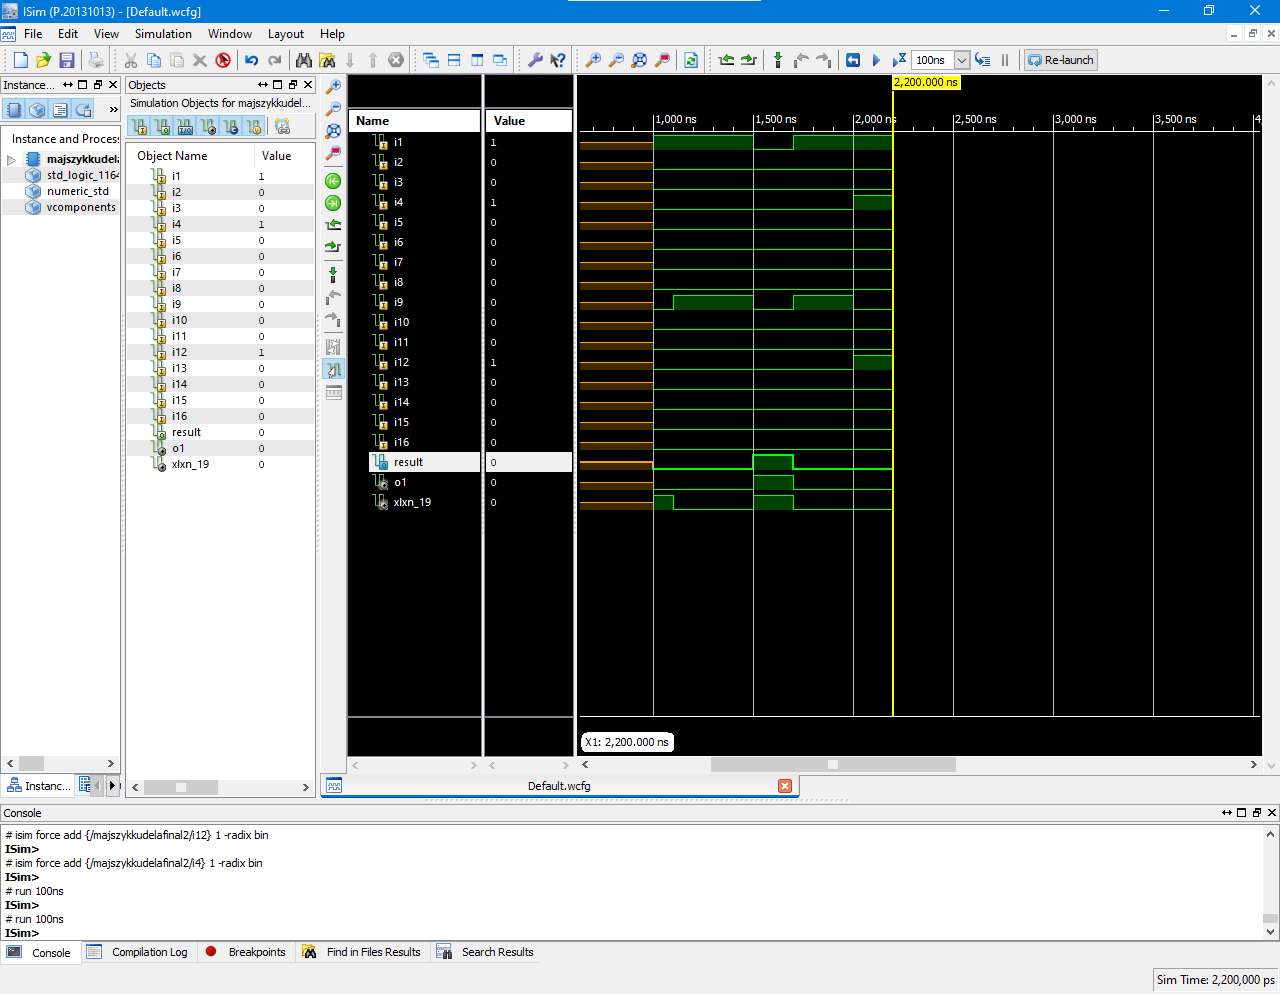 ISim (P.20131013) - [Default.wcfg]
File Edit View Simulation Window Layout Help
100ns
Re-launch
Instance...
Objects
Simulation Objects for majszykkudel...
Instance and Proces
majszykkudela
std_logic_1164
numeric_std
vcomponents
Object Name Value
i1 1
i2 0
i3 0
i4 1
i5 0
i6 0
i7 0
i8 0
i9 0
i10 0
i11 0
i12 1
i13 0
i14 0
i15 0
i16 0
result 0
o1 0
xlxn_19 0
Name Value
i1 1
i2 0
i3 0
i4 1
i5 0
i6 0
i7 0
i8 0
i9 0
i10 0
i11 0
i12 1
i13 0
i14 0
i15 0
i16 0
result 0
o1 0
xlxn_19 0
2,200.000 ns
1,000 ns 1,500 ns 2,000 ns 2,500 ns 3,000 ns 3,500 ns 4,
X1: 2,200.000 ns
Instanc...
Default.wcfg
Console
# isim force add {/majszykkudelafinal2/i12} 1 -radix bin
ISim>
# isim force add {/majszykkudelafinal2/i4} 1 -radix bin
ISim>
# run 100ns
ISim>
# run 100ns
ISim>
Console Compilation Log Breakpoints Find in Files Results Search Results
Sim Time: 2,200,000 ps